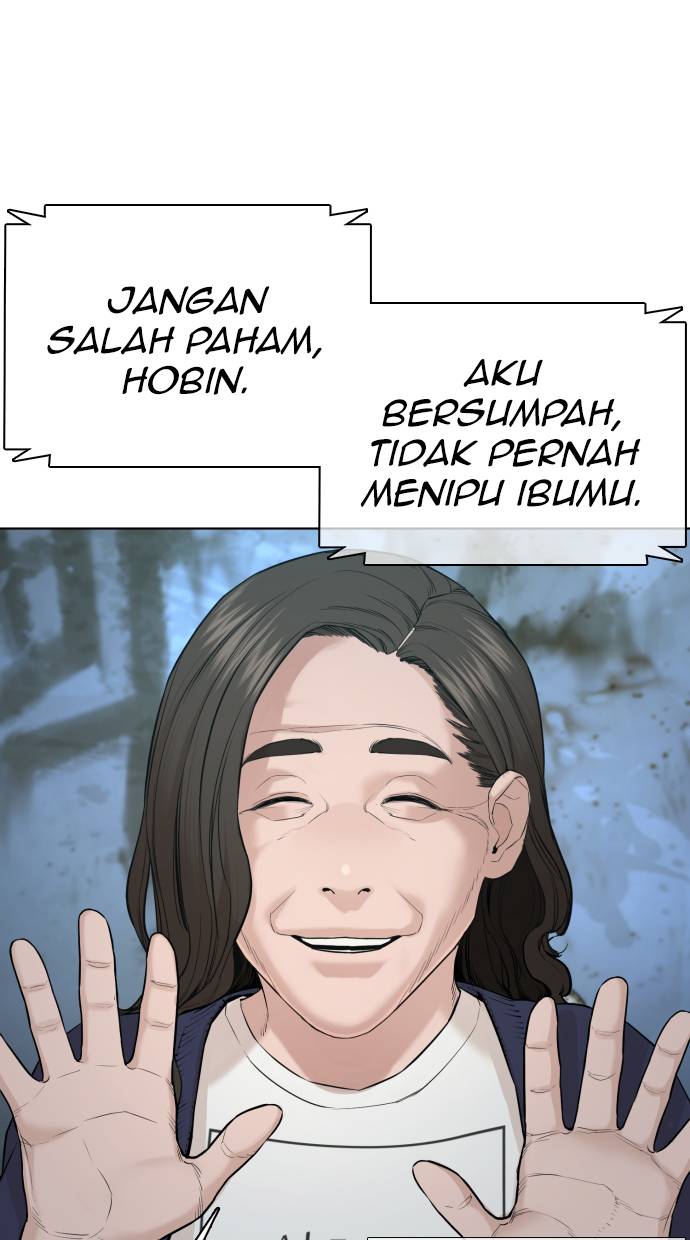 JANGAN
SALAH PAHAM,
HOBIN.
AKU
BERSUMPAH,
TIDAK PERNAH
MENIPU IBUMU.